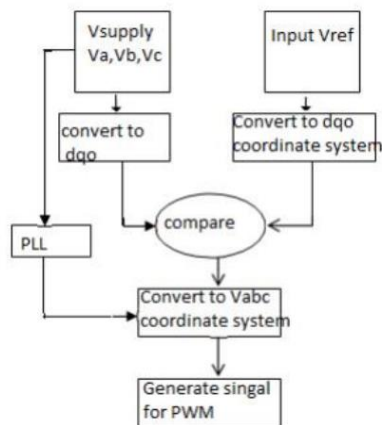 Vsupply
Va,Vb,Vc
Input Vref
convert to
dqo
Convert to dqo
coordinate system
compare
PLL
Convert to Vabc
coordinate system
Generate singal
for PWM